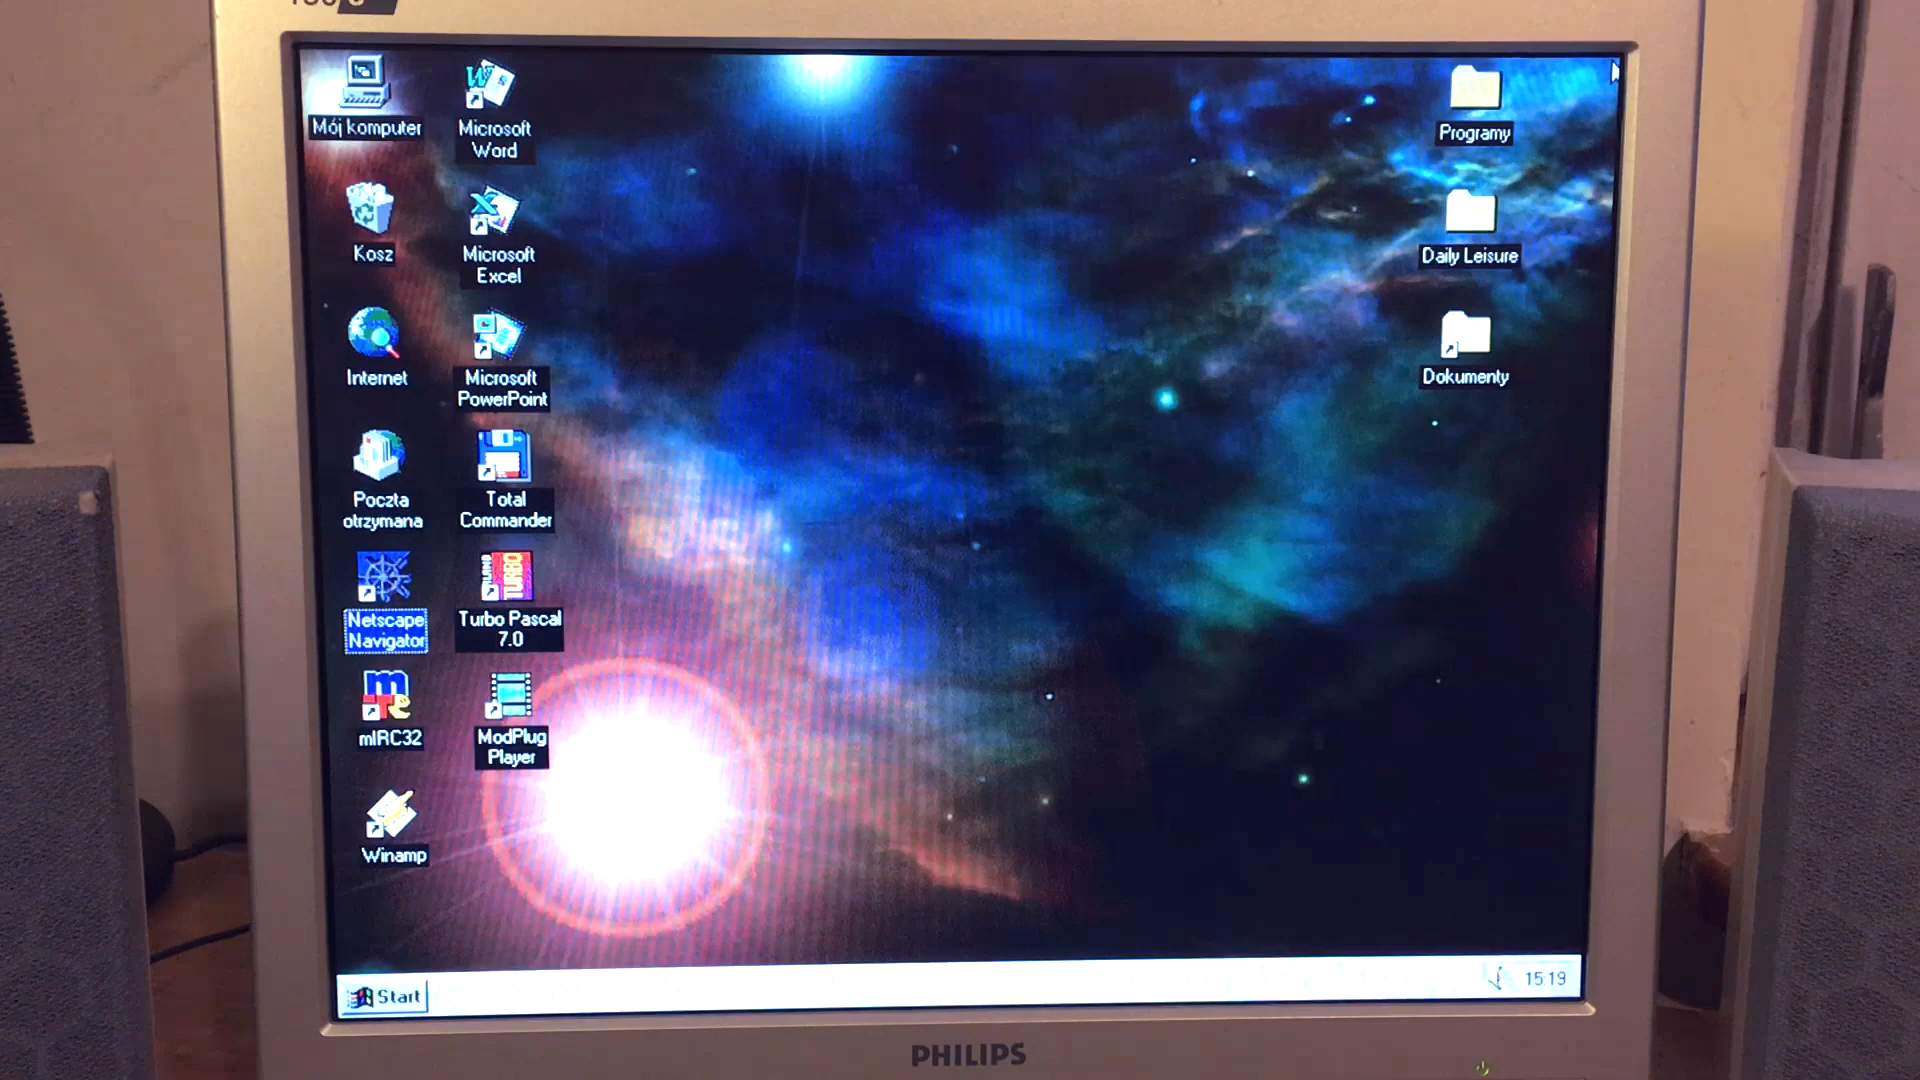 Mój komputer
Microsoft
Word
Programy
Kosz
Microsoft
Excel
Daily Leisure
Internet
Microsoft
PowerPoint
Dokumenty
Poczta
otrzymana
Total
Commander
TURBO
Netscape
Navigator
Turbo Pascal
7.0
mIRC32
ModPlug
Player
Winamp
Start
15:19
PHILIPS